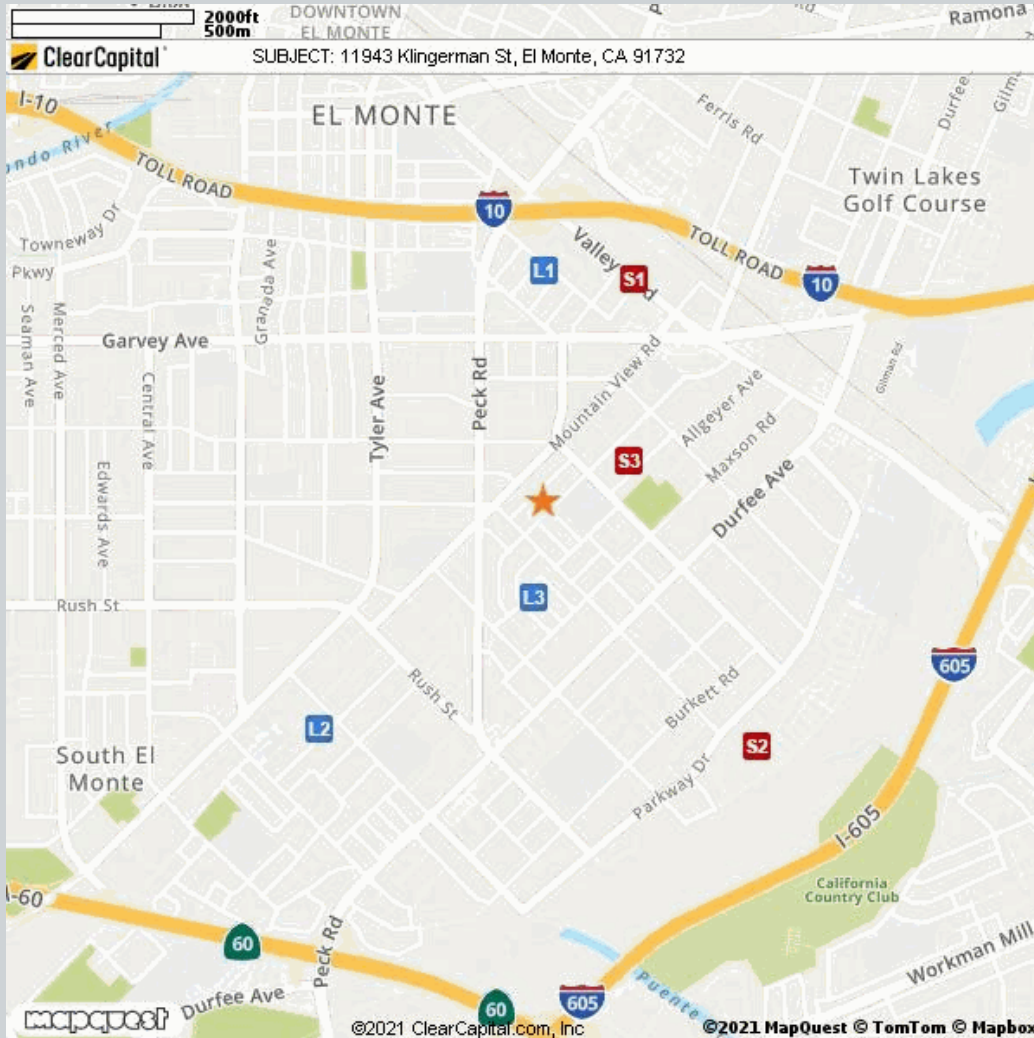 2000ft
500m
DOWNTOWN
EL MONTE
Rd
Ramona
ClearCapital
SUBJECT: 11943 Klingerman St, El Monte, CA 91732
I-10
EL MONTE
Ferris Rd
Durfee
ondo River
TOLL ROAD
Twin Lakes
Golf Course
10
Towneway Dr
Pkwy
Granada Ave
Valley
L1
S1
TOLL ROAD
10
Seaman Ave
Merced Ave
Garvey Ave
Central Ave
Tyler Ave
Peck Rd
Mountain View Rd
Gilman Rd
Allgeyer Ave
Maxson Rd
Durfee Ave
S3
Edwards Ave
L3
Rush St
605
Rush St
Burkett Rd
L2
S2
South El
Monte
Parkway Dr
I-605
California
Country Club
I-60
60
Peck Rd
Workman Mill
Durfee Ave
60
605
Puente
mapquest
©2021 ClearCapital.com, Inc
©2021 MapQuest © TomTom © Mapbox